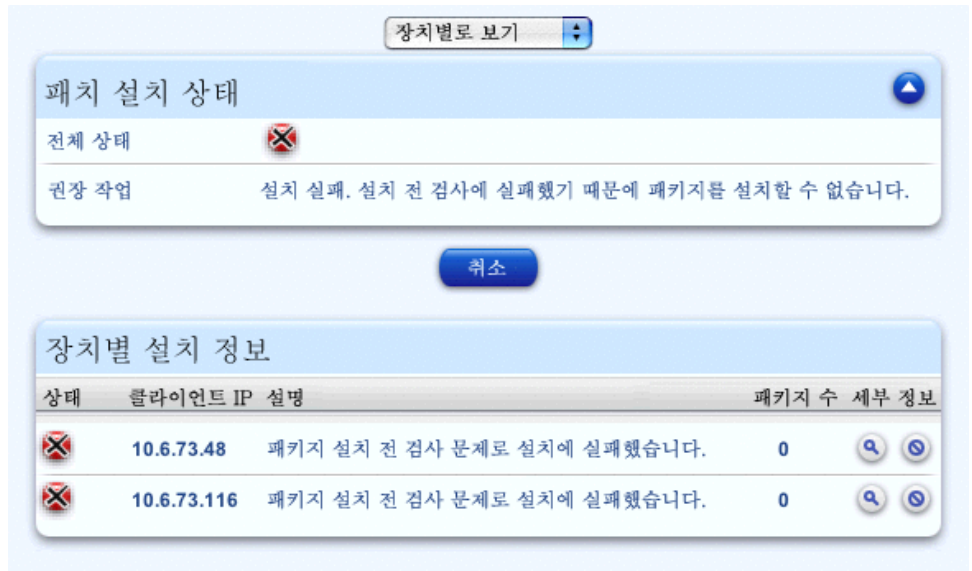 장치별로 보기
패치 설치 상태
전체 상태
권장 작업 설치 실패. 설치 전 검사에 실패했기 때문에 패키지를 설치할 수 없습니다.
취소
장치별 설치 정보
상태 클라이언트 IP 설명 패키지 수 세부 정보
10.6.73.48 패키지 설치 전 검사 문제로 설치에 실패했습니다. 0
10.6.73.116 패키지 설치 전 검사 문제로 설치에 실패했습니다. 0